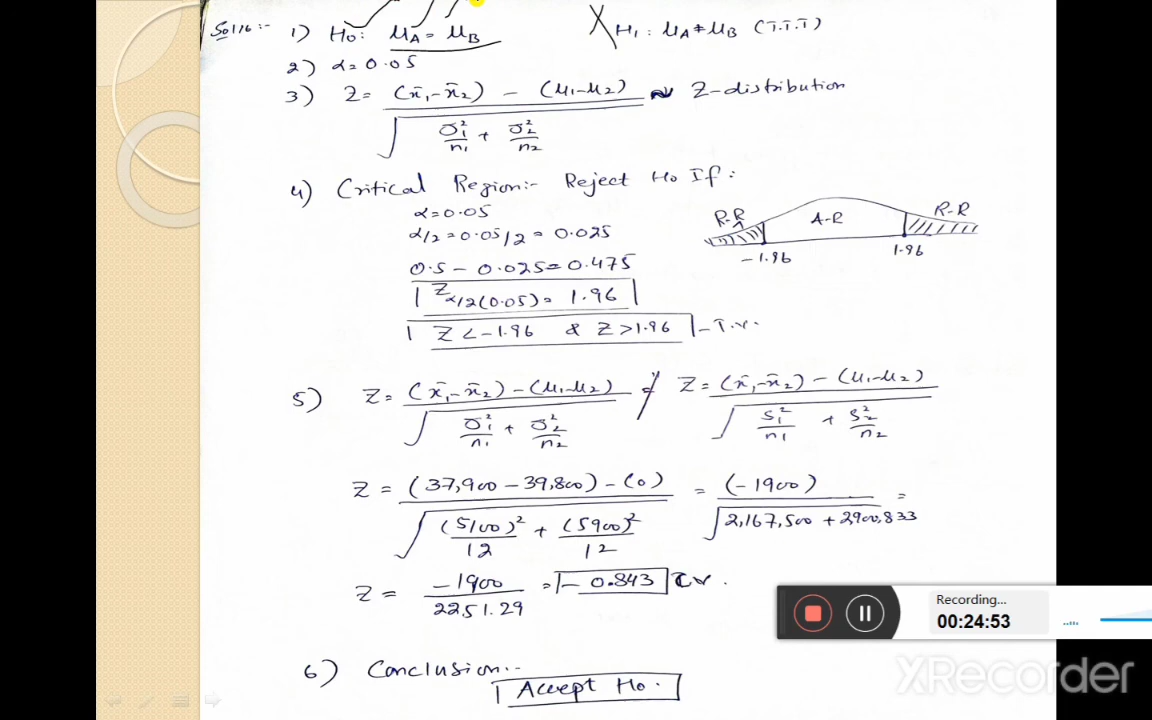 Sol 16:- 1) H0: μA = μB H1: μA ≠ μB (T.T.T)
2) α = 0.05
3) Z = (x̄1-x̄2) - (μ1-μ2) ~ Z-distribution
√ σ1²/n1 + σ2²/n2
4) Critical Region:- Reject H0 If:
α = 0.05
α/2 = 0.05/2 = 0.025
0.5 - 0.025 = 0.475
Zα/2(0.05) = 1.96
Z < -1.96 & Z > 1.96 - T.V.
R-R A-R R-R
-1.96 1.96
5) Z = (x̄1-x̄2) - (μ1-μ2) Z = (x̄1-x̄2) - (μ1-μ2)
√ σ1²/n1 + σ2²/n2 √ S1²/n1 + S2²/n2
Z = (37,900 - 39,800) - (0) = (-1900) =
√ (5100)²/12 + (5900)²/12 √ 2,167,500 + 2900,833
Z = -1900 = - 0.843 C.V.
2251.29
6) Conclusion:-
Accept H0.
Recording...
00:24:53
XRecorder